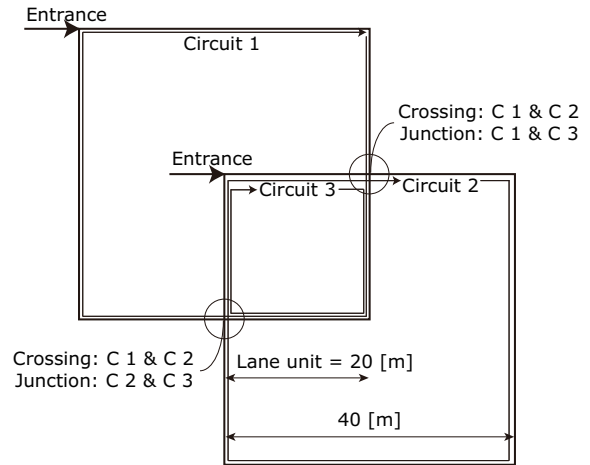 Entrance
Circuit 1
Crossing: C 1 & C 2
Junction: C 1 & C 3
Entrance
Circuit 3
Circuit 2
Crossing: C 1 & C 2
Junction: C 2 & C 3
Lane unit = 20 [m]
40 [m]